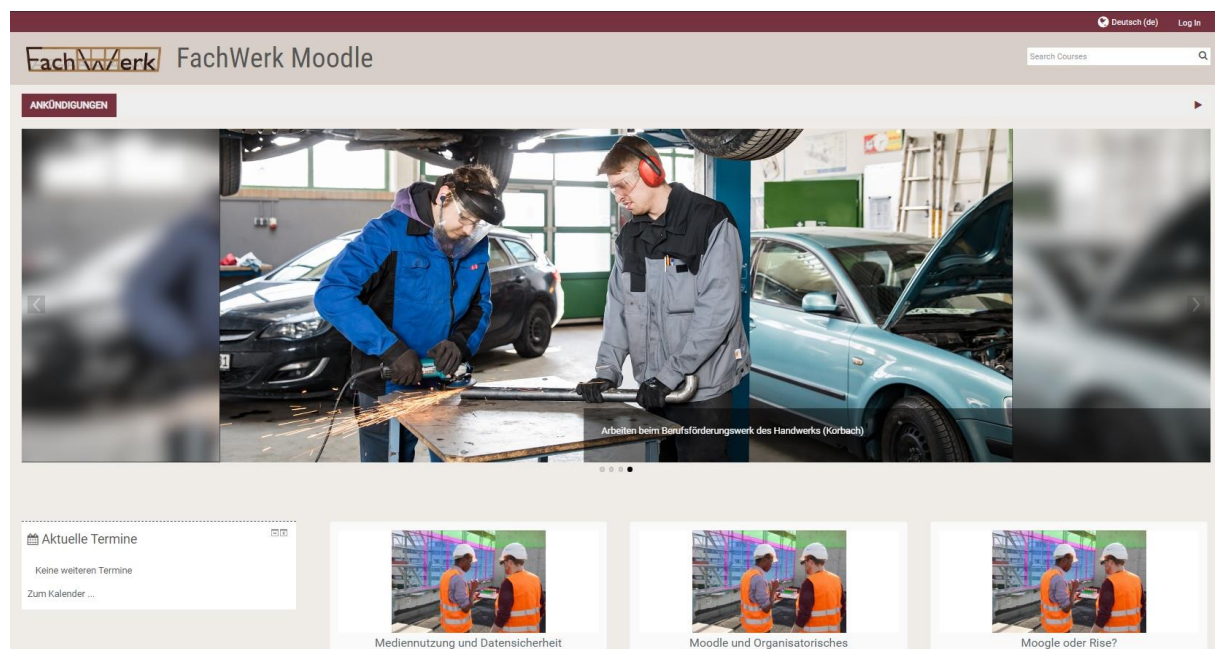 Deutsch (de) Log In
FachWerk FachWerk Moodle
Search Courses
ANKÜNDIGUNGEN
Arbeiten beim Berufsförderungswerk des Handwerks (Korbach)
Aktuelle Termine
Keine weiteren Termine
Zum Kalender ...
Mediennutzung und Datensicherheit
Moodle und Organisatorisches
Moogle oder Rise?